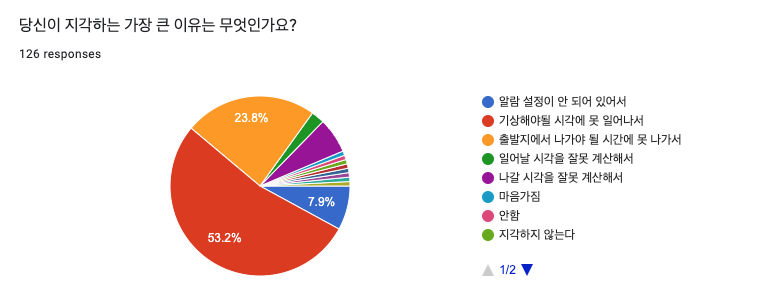 당신이 지각하는 가장 큰 이유는 무엇인가요?
126 responses
23.8%
7.9%
53.2%
알람 설정이 안 되어 있어서
기상해야될 시각에 못 일어나서
출발지에서 나가야 될 시간에 못 나가서
일어날 시각을 잘못 계산해서
나갈 시각을 잘못 계산해서
마음가짐
안함
지각하지 않는다
1/2